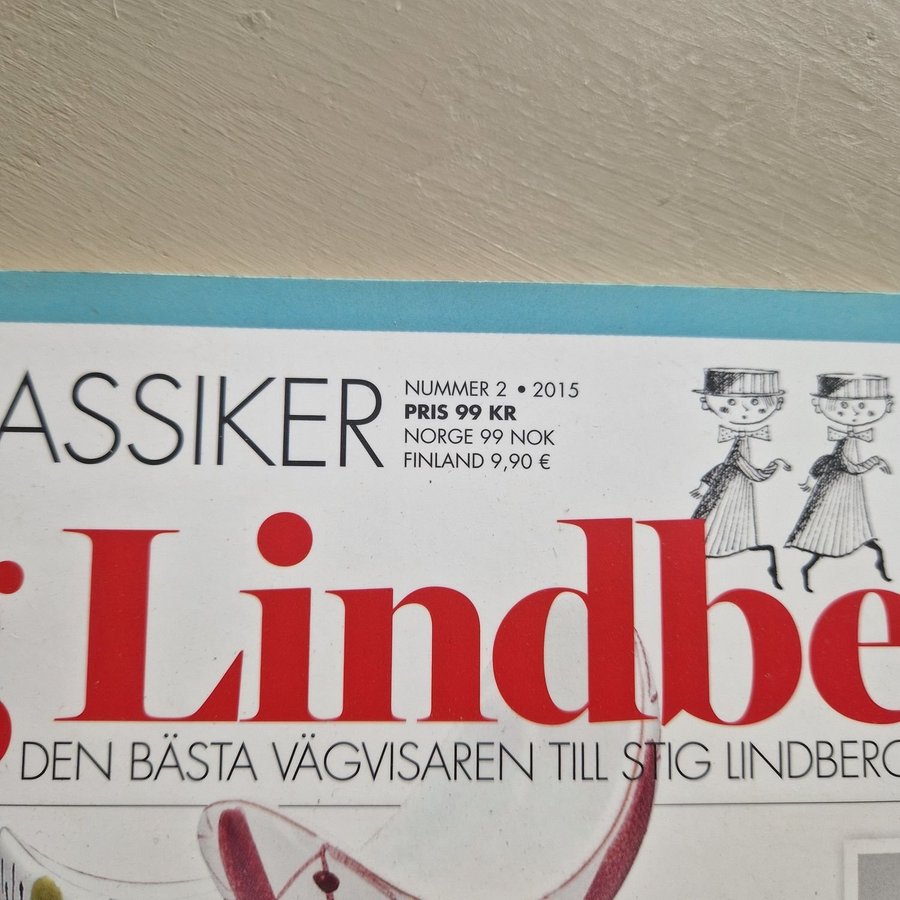 ASSIKER
NUMMER 2 • 2015
PRIS 99 KR
NORGE 99 NOK
FINLAND 9,90 €
g Lindbe
DEN BÄSTA VÄGVISAREN TILL STIG LINDBERG